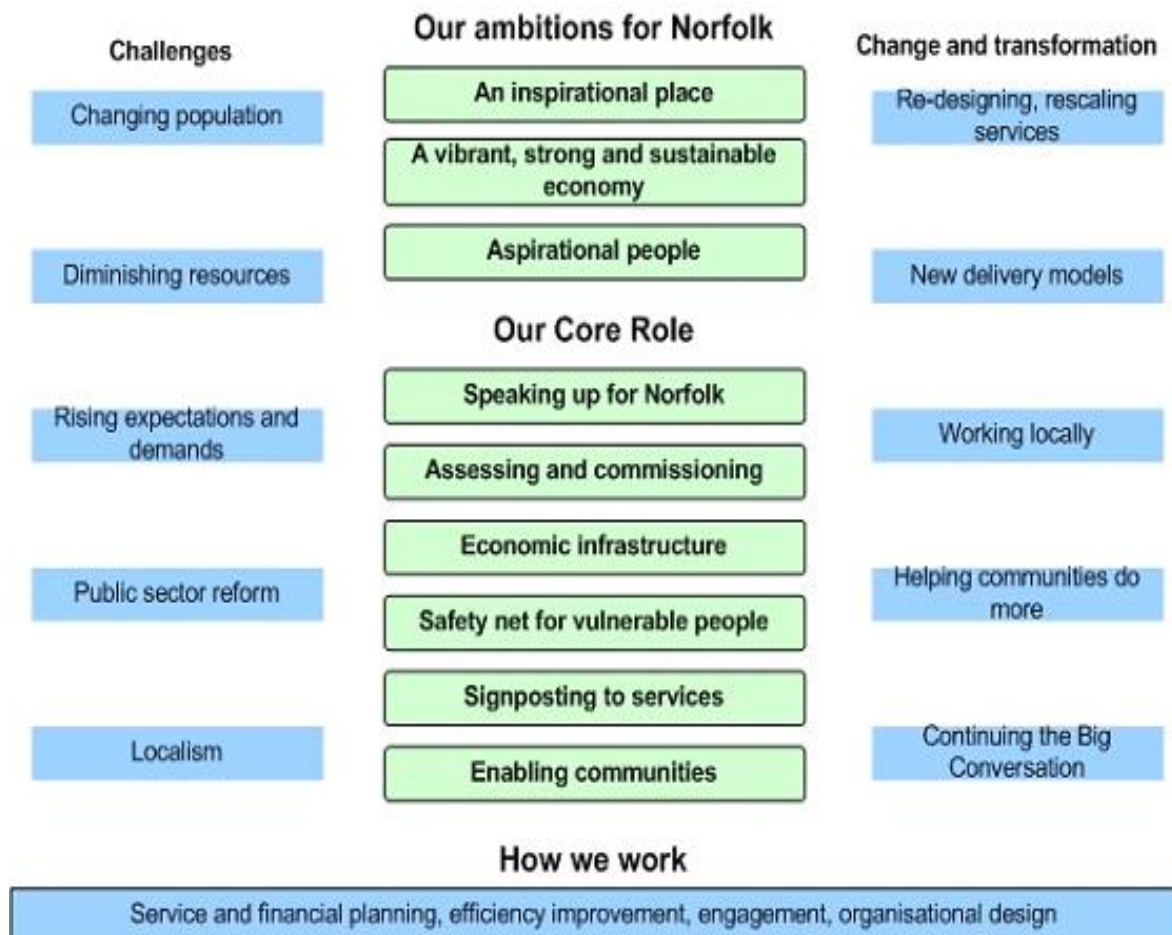 Challenges
Changing population
Diminishing resources
Rising expectations and
demands
Public sector reform
Localism
Our ambitions for Norfolk
An inspirational place
A vibrant, strong and sustainable
economy
Aspirational people
Our Core Role
Speaking up for Norfolk
Assessing and commissioning
Economic infrastructure
Safety net for vulnerable people
Signposting to services
Enabling communities
Change and transformation
Re-designing, rescaling
services
New delivery models
Working locally
Helping communities do
more
Continuing the Big
Conversation
How we work
Service and financial planning, efficiency improvement, engagement, organisational design